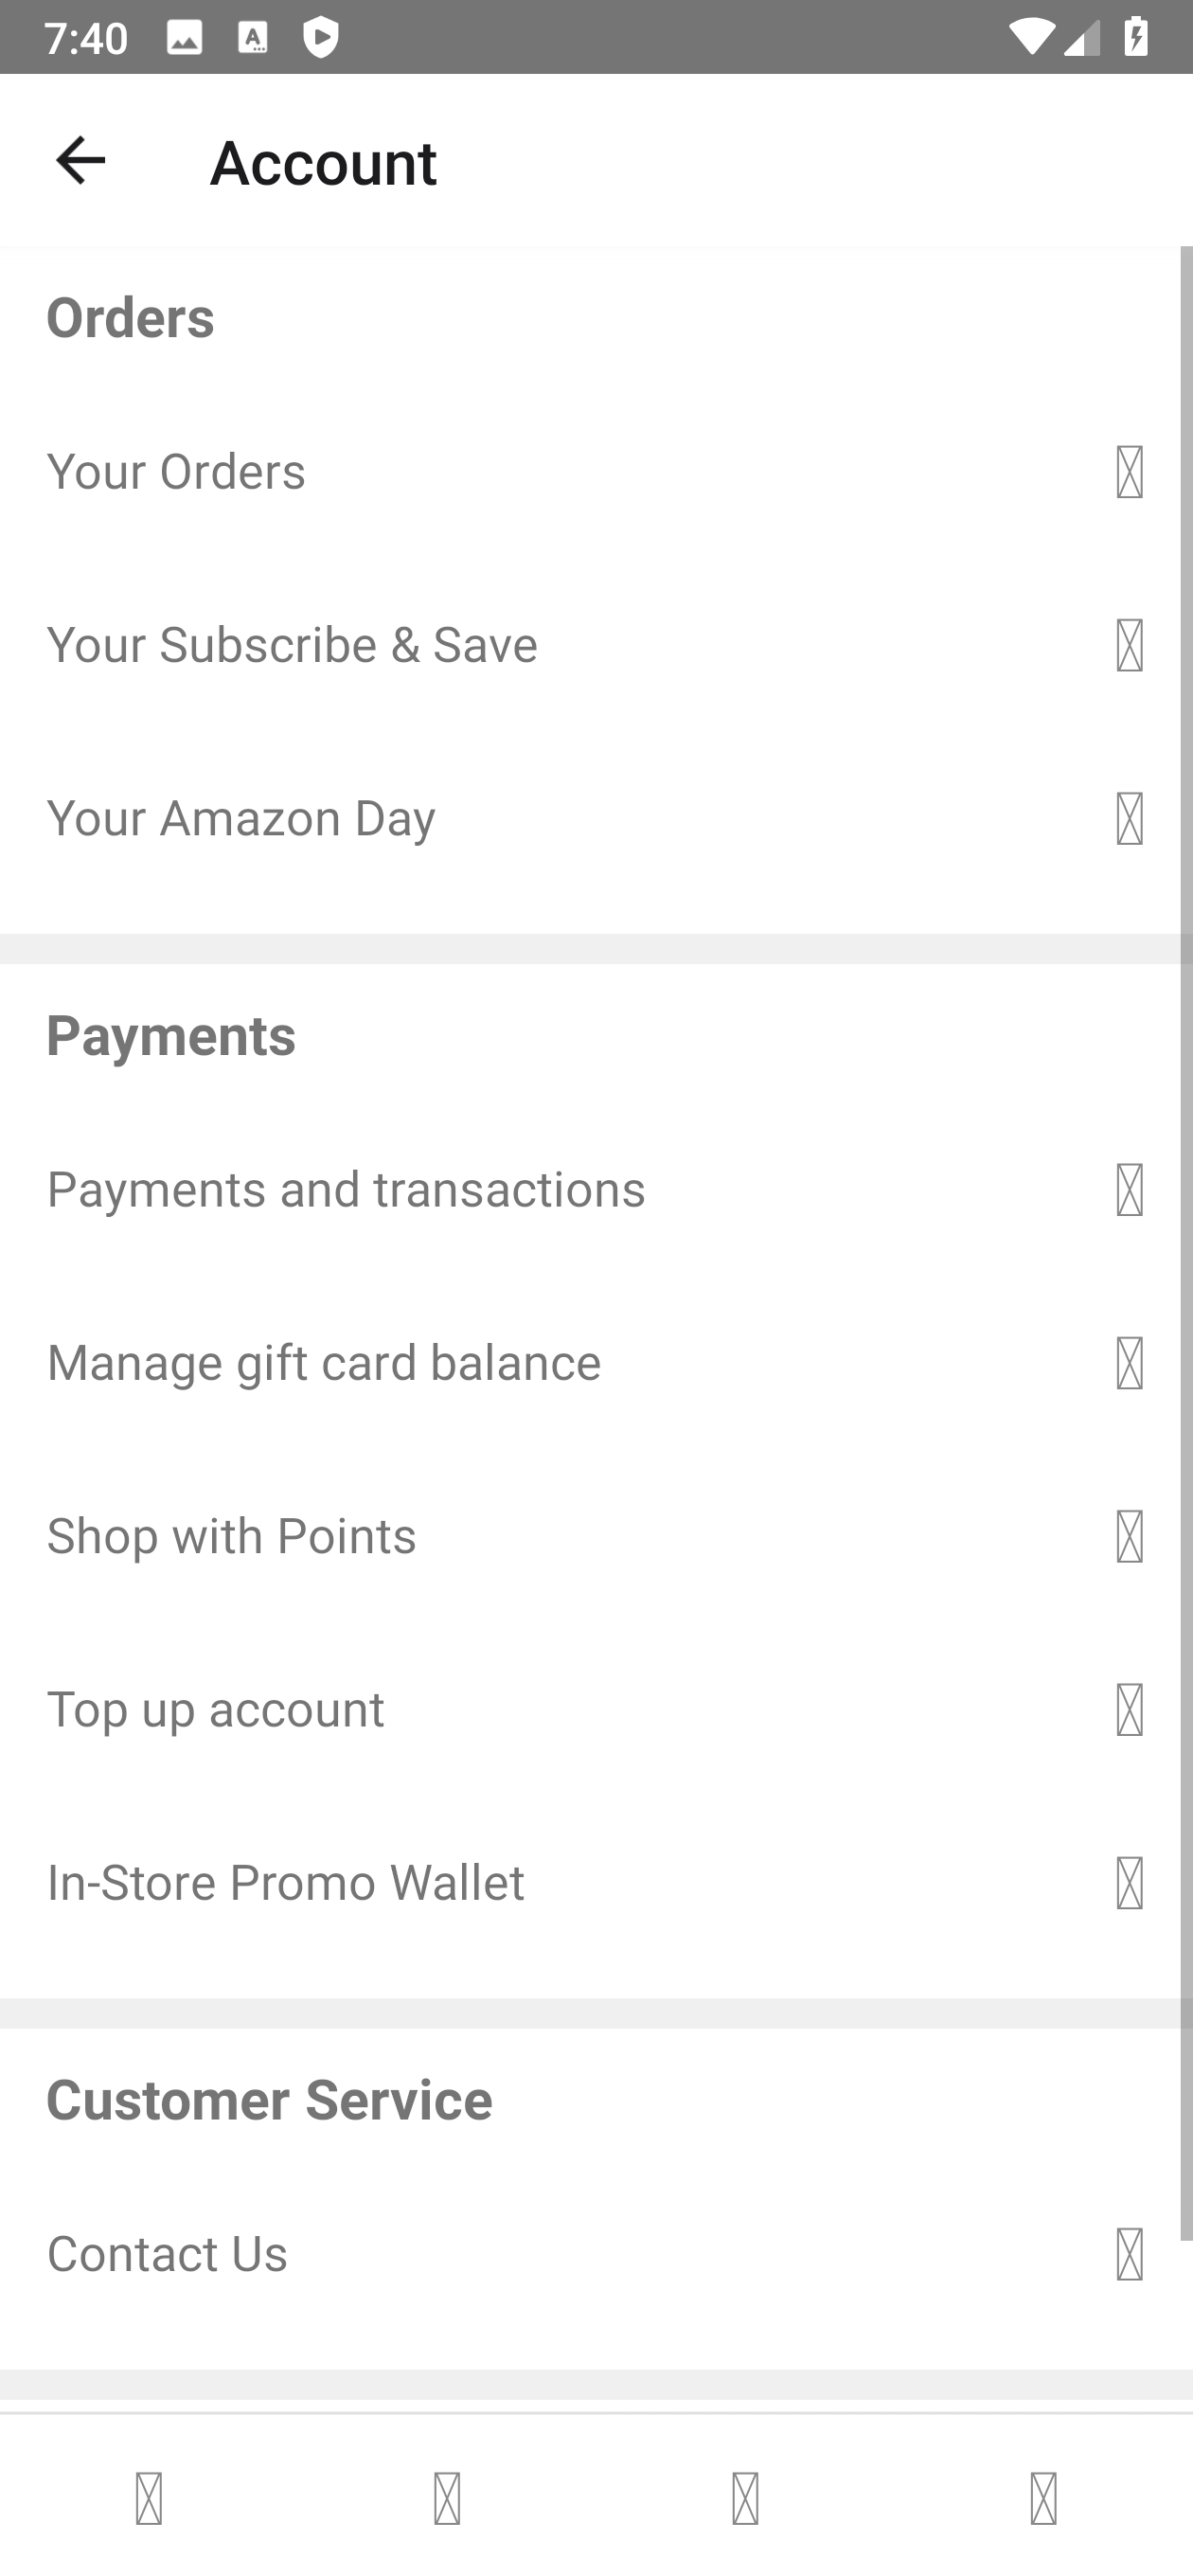 7:40
Account
Orders
Your Orders
Your Subscribe & Save
Your Amazon Day
Payments
Payments and transactions
Manage gift card balance
Shop with Points
Top up account
In-Store Promo Wallet
Customer Service
Contact Us